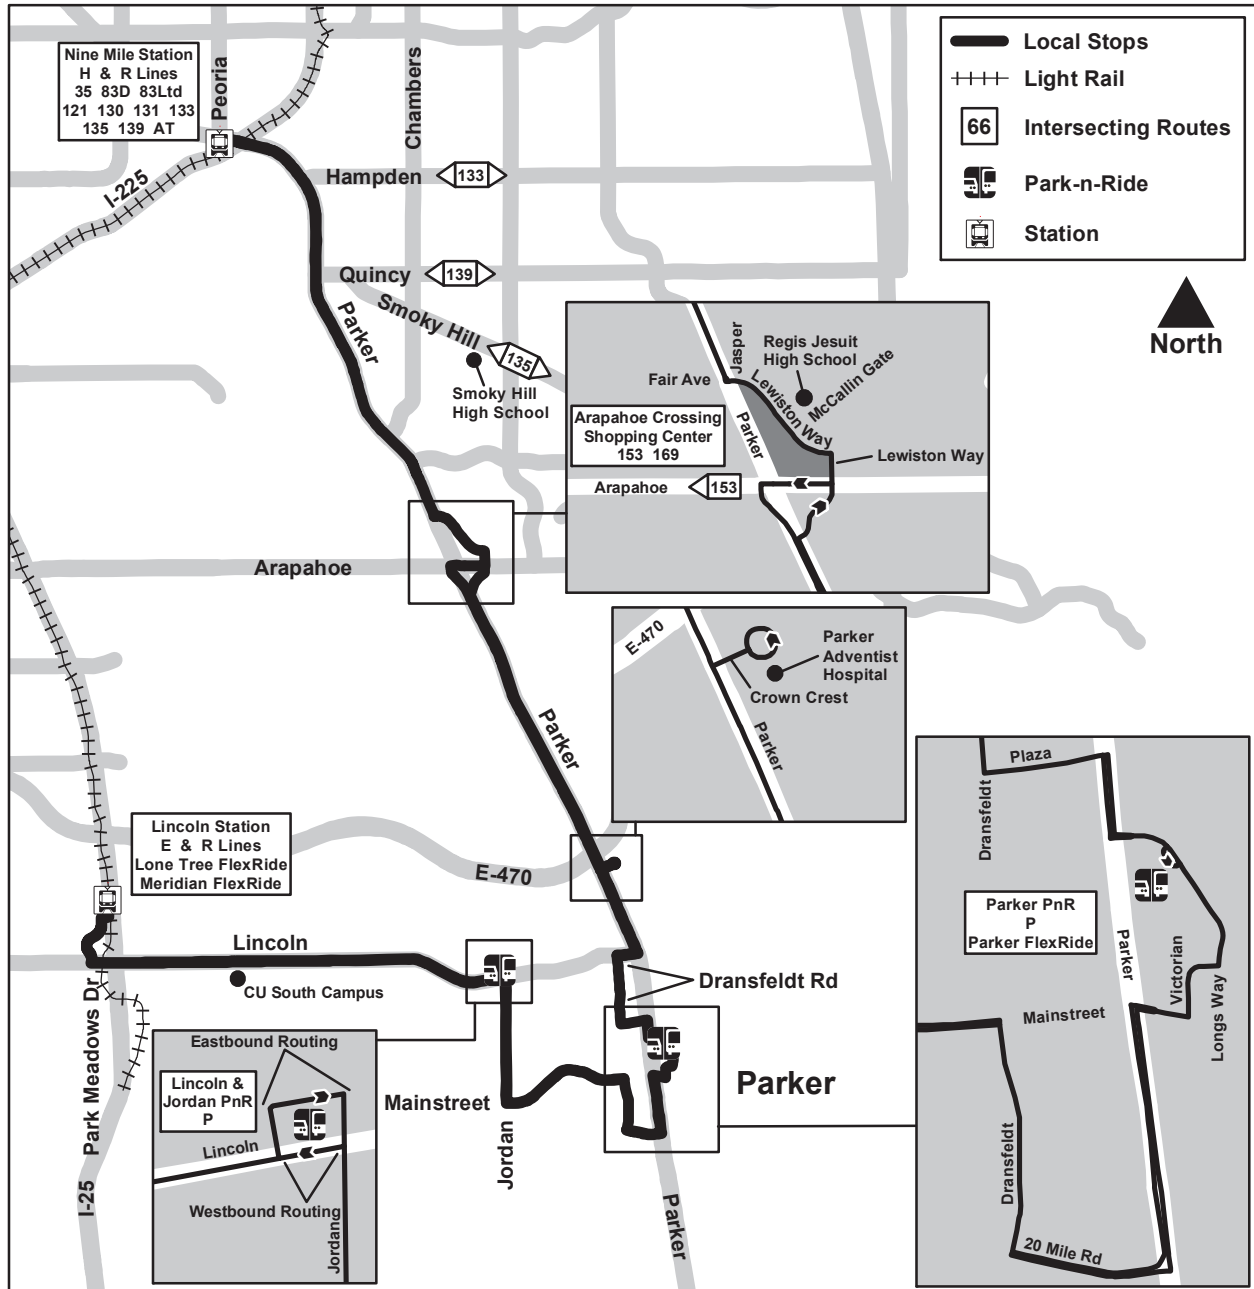 Nine Mile Station
H & R Lines
35 83D 83Ltd
121 130 131 133
135 139 AT
Peoria
Chambers
I-225
Hampden
133
Quincy
139
Smoky Hill
135
Parker
Smoky Hill
High School
Local Stops
Light Rail
66
Intersecting Routes
Park-n-Ride
Station
North
Jasper
Regis Jesuit
High School
McCallin Gate
Fair Ave
Lewiston Way
Parker
Arapahoe Crossing
Shopping Center
153 169
Lewiston Way
Arapahoe
153
Arapahoe
E-470
Parker
Adventist
Hospital
Crown Crest
Parker
Parker
Lincoln Station
E & R Lines
Lone Tree FlexRide
Meridian FlexRide
E-470
Lincoln
CU South Campus
Dransfeldt Rd
Park Meadows Dr
I-25
Mainstreet
Jordan
Parker
Parker
Eastbound Routing
Lincoln &
Jordan PnR
P
Lincoln
Westbound Routing
Jordan
Plaza
Dransfeldt
Parker PnR
P
Parker FlexRide
Parker
Victorian
Longs Way
Mainstreet
Dransfeldt
20 Mile Rd